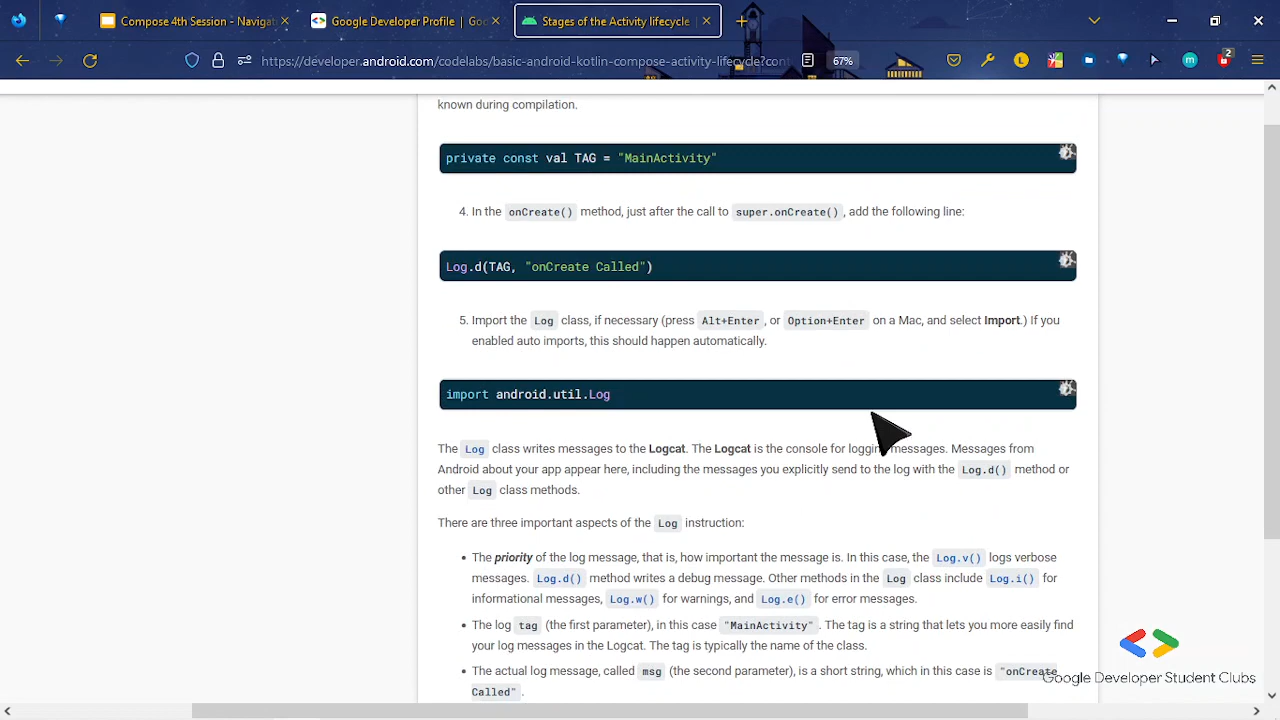 Compose 4th Session - Navigat
Google Developer Profile | Goo
Stages of the Activity lifecycle
https://developer.android.com/codelabs/basic-android-kotlin-compose-activity-lifecycle?cont
67%
L
m
2
known during compilation.
private const val TAG = "MainActivity"
4. In the onCreate() method, just after the call to super.onCreate(), add the following line:
Log.d(TAG, "onCreate Called")
5. Import the Log class, if necessary (press Alt+Enter, or Option+Enter on a Mac, and select Import.) If you
enabled auto imports, this should happen automatically.
import android.util.Log
The Log class writes messages to the Logcat. The Logcat is the console for logging messages. Messages from
Android about your app appear here, including the messages you explicitly send to the log with the Log.d() method or
other Log class methods.
There are three important aspects of the Log instruction:
• The priority of the log message, that is, how important the message is. In this case, the Log.v() logs verbose
messages. Log.d() method writes a debug message. Other methods in the Log class include Log.i() for
informational messages, Log.w() for warnings, and Log.e() for error messages.
• The log tag (the first parameter), in this case "MainActivity". The tag is a string that lets you more easily find
your log messages in the Logcat. The tag is typically the name of the class.
• The actual log message, called msg (the second parameter), is a short string, which in this case is "onCreate
Called".
Google Developer Student Clubs